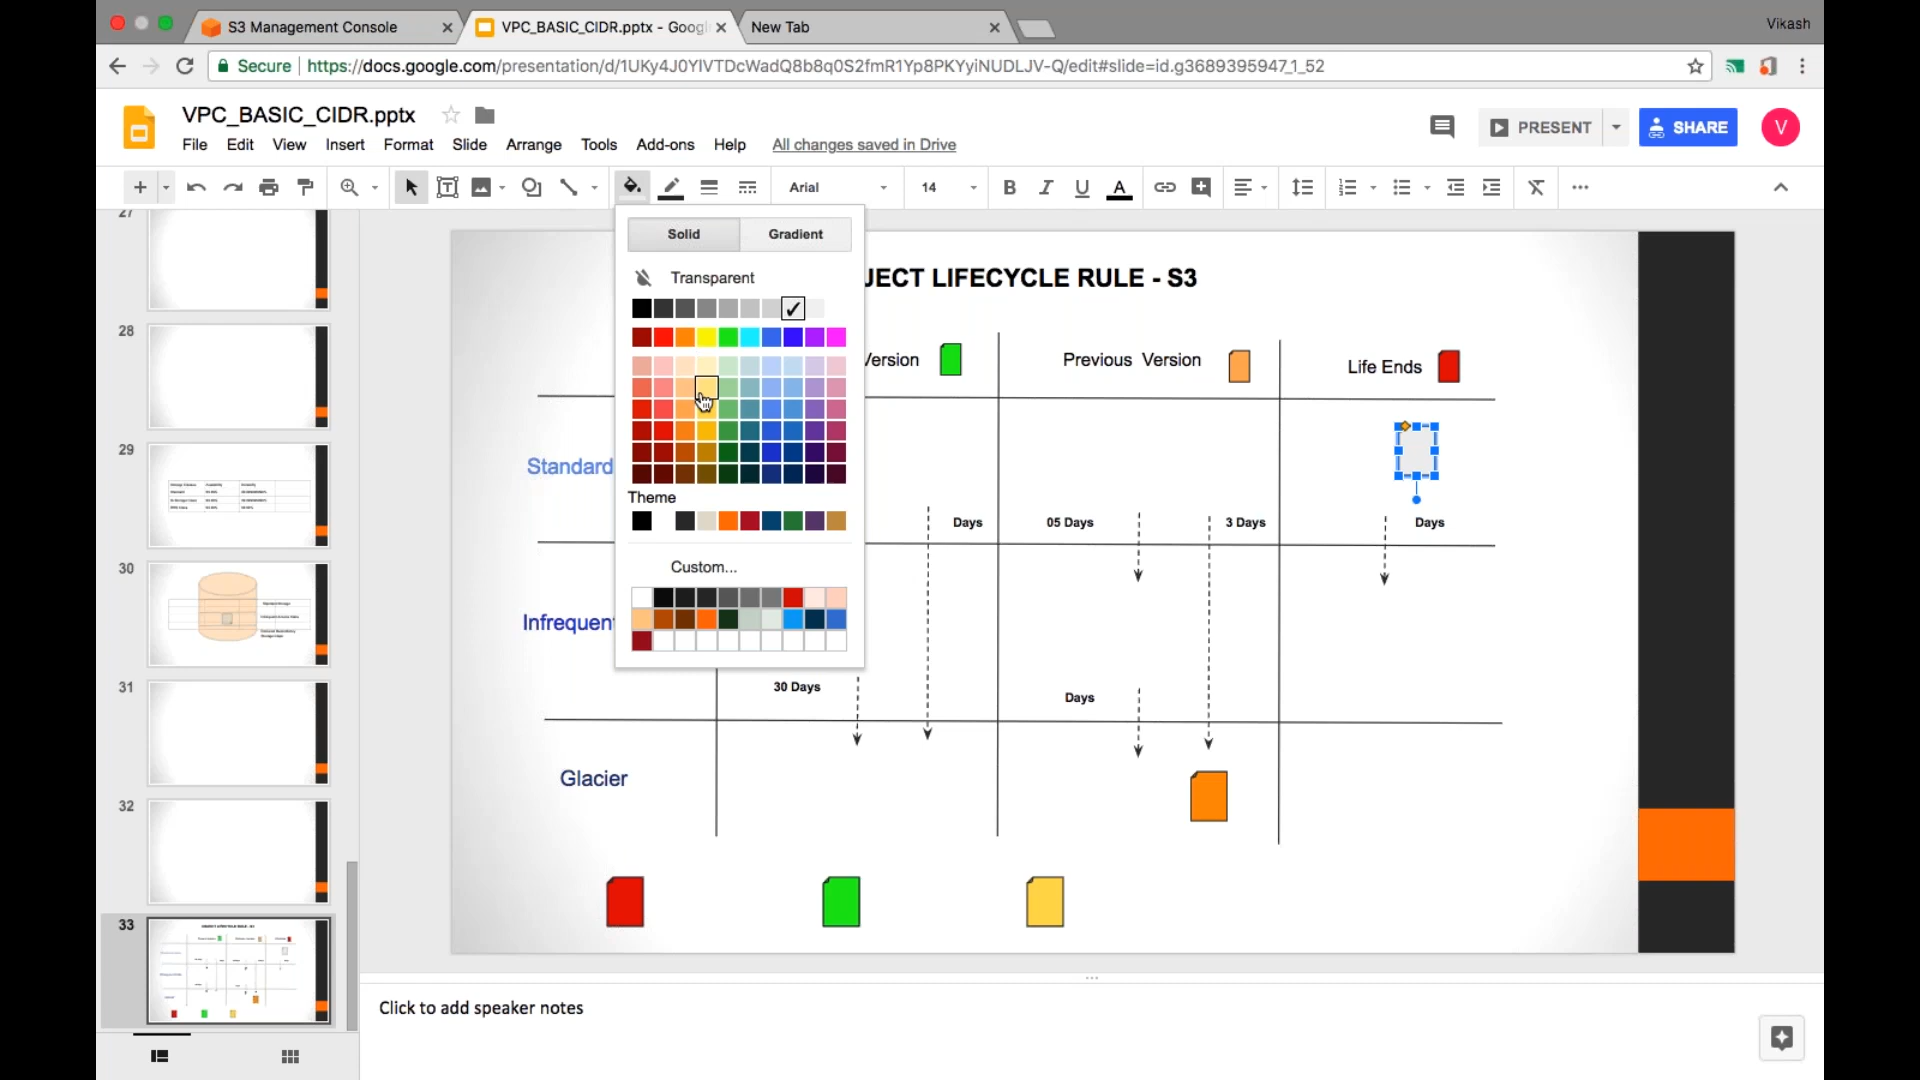 S3 Management Console
VPC_BASIC_CIDR.pptx - Googl
New Tab
Vikash
Secure
https://docs.google.com/presentation/d/1UKy4J0YIVTDcWadQ8b8q0S2fmR1Yp8PKYyiNUDLJV-Q/edit#slide=id.g3689395947_1_52
VPC_BASIC_CIDR.pptx
PRESENT
SHARE
V
File Edit View Insert Format Slide Arrange Tools Add-ons Help All changes saved in Drive
Arial
14
B I U A
Solid
Gradient
Transparent
Theme
Custom...
JECT LIFECYCLE RULE - S3
Version
Previous Version
Life Ends
Standard
Days
05 Days
3 Days
Days
Infrequent
30 Days
Days
Glacier
27
28
29
30
31
32
33
Click to add speaker notes